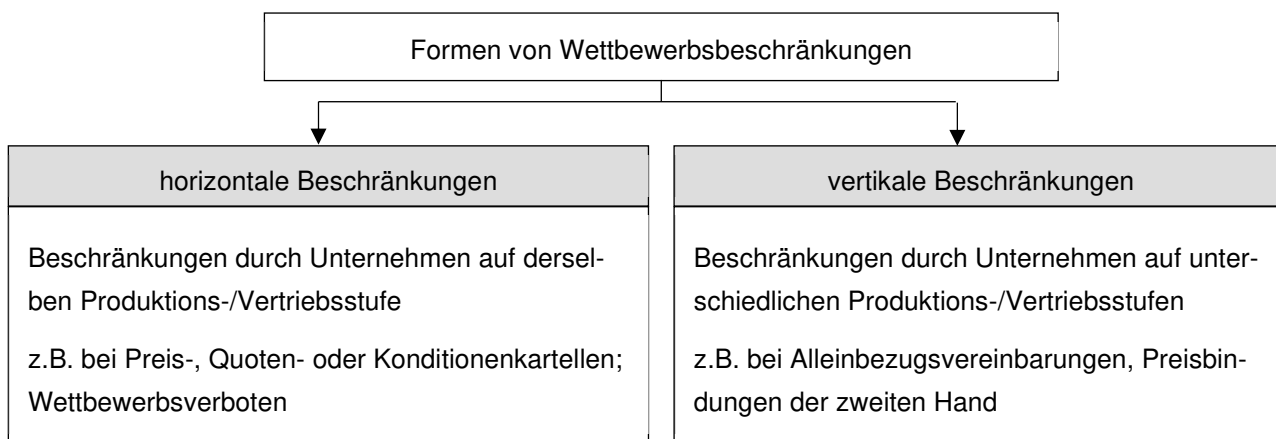 Formen von Wettbewerbsbeschränkungen
horizontale Beschränkungen
Beschränkungen durch Unternehmen auf dersel-
ben Produktions-/Vertriebsstufe
z.B. bei Preis-, Quoten- oder Konditionenkartellen;
Wettbewerbsverboten
vertikale Beschränkungen
Beschränkungen durch Unternehmen auf unter-
schiedlichen Produktions-/Vertriebsstufen
z.B. bei Alleinbezugsvereinbarungen, Preisbin-
dungen der zweiten Hand